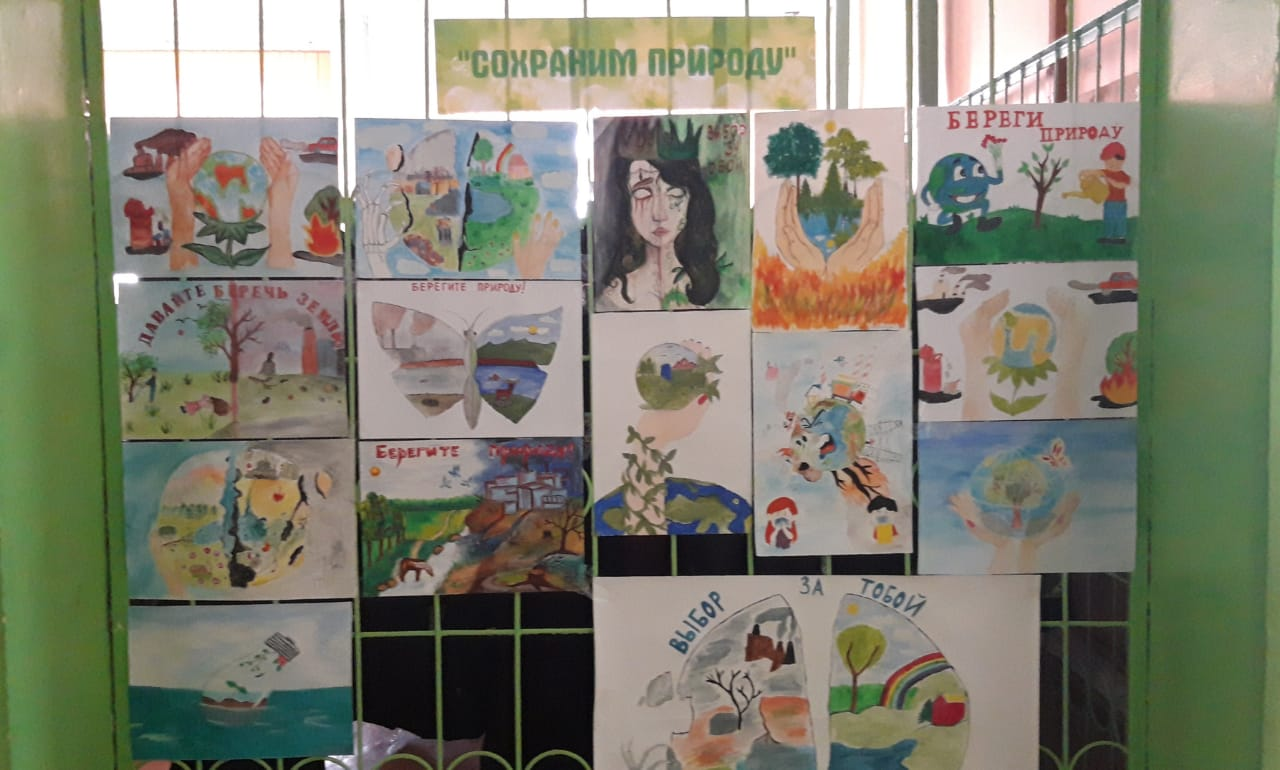 "СОХРАНИМ ПРИРОДУ"
БЕРЕГИ
ПРИРОДУ
ДАВАЙТЕ БЕРЕЧЬ ЗЕМЛЮ
БЕРЕГИТЕ ПРИРОДУ!
БЕРЕГИТЕ
ВЫБОР ЗА ТОБОЙ